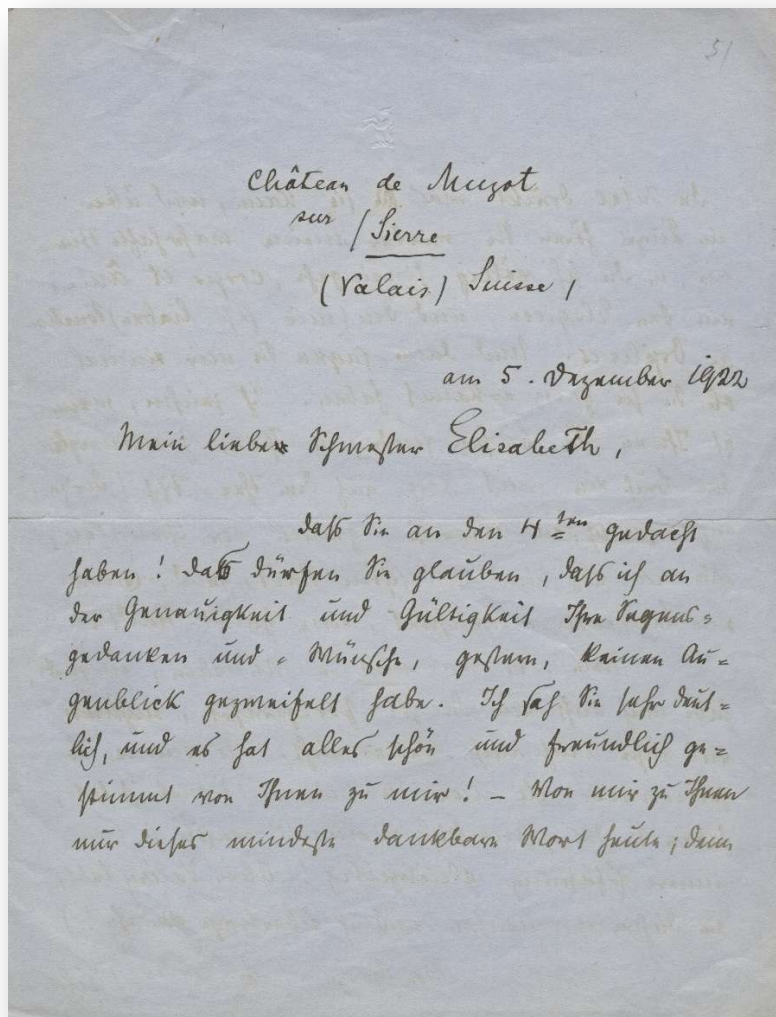 51
Château de Muzot
sur / Sierre
(Valais) Suisse /
am 5. Dezember 1922
Meine liebe Schwester Elisabeth,
daß Sie an den 4ten gedacht
haben! daß dürfen Sie glauben, daß ich an
der Genauigkeit und Gültigkeit Ihre Segens=
gedanken und = Wünsche, gestern, keinen Au=
genblick gezweifelt habe. Ich sah Sie sehr deut=
lich, und es hat alles schön und freundlich ge=
stimmt von Ihnen zu mir! – Von mir zu Ihnen
nur dieses mindeste dankbare Wort heute; denn